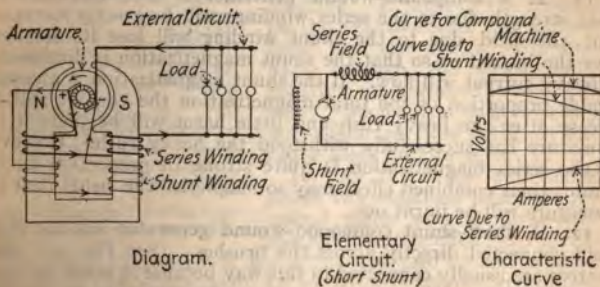 External Circuit
Armature
Load
N
S
+
-
Series Winding
Shunt Winding
Diagram.
Series
Field
Armature
Load
Shunt
Field
External
Circuit
Elementary
Circuit.
(Short Shunt)
Curve for Compound
Machine
Curve Due to
Shunt Winding
Volts
Amperes
Curve Due to
Series Winding
Characteristic
Curve